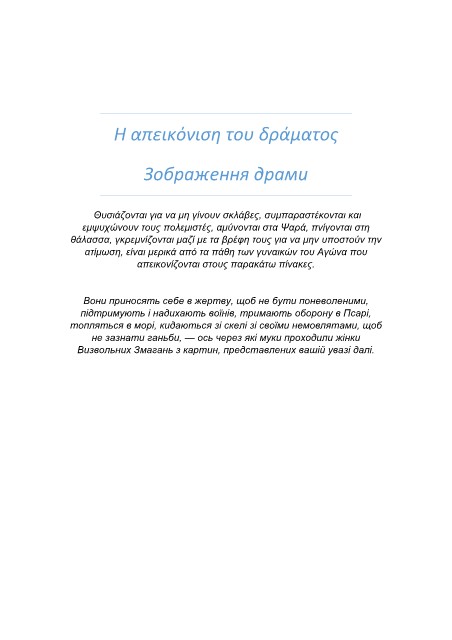 Η απεικόνιση του δράματος
Зображення драми
Θυσιάζονται για να μη γίνουν σκλάβες, συμπαραστέκονται και
εμψυχώνουν τους πολεμιστές, αμύνονται στα Ψαρά, πνίγονται στη
θάλασσα, γκρεμνίζονται μαζί με τα βρέφη τους για να μην υποστούν την
ατίμωση, είναι μερικά από τα πάθη των γυναικών του Αγώνα που
απεικονίζονται στους παρακάτω πίνακες.
Вони приносять себе в жертву, щоб не бути поневоленими,
підтримують і надихають воїнів, тримають оборону в Псарі,
топляться в морі, кидаються зі скелі зі своїми немовлятами, щоб
не зазнати ганьби, — ось через які муки проходили жінки
Визвольних Змагань з картин, представлених вашій увазі далі.